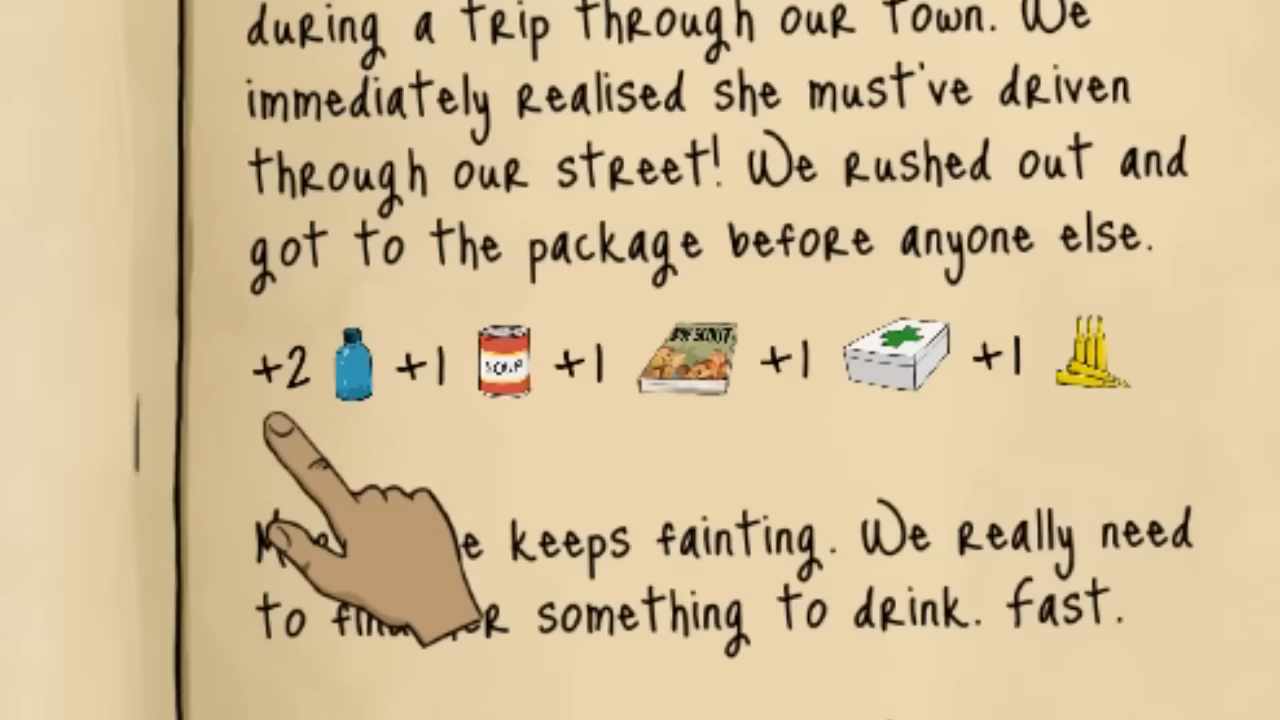 during a trip through our town. We
immediately realised she must've driven
through our street! We rushed out and
got to the package before anyone else.
+2 +1 SOUP +1 +1 +1
keeps fainting. We really need
to something to drink. fast.